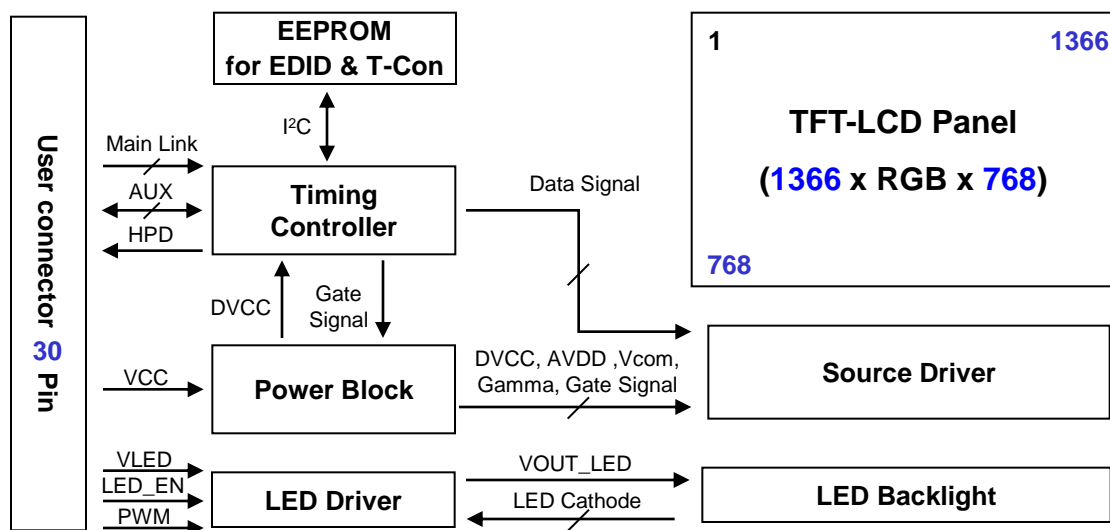 EEPROM
for EDID & T-Con
1
1366
TFT-LCD Panel
(1366 x RGB x 768)
768
User connector 30 Pin
I²C
Main Link
AUX
HPD
Timing
Controller
Data Signal
DVCC
Gate
Signal
VCC
Power Block
DVCC, AVDD ,Vcom,
Gamma, Gate Signal
Source Driver
VLED
LED_EN
PWM
LED Driver
VOUT_LED
LED Cathode
LED Backlight